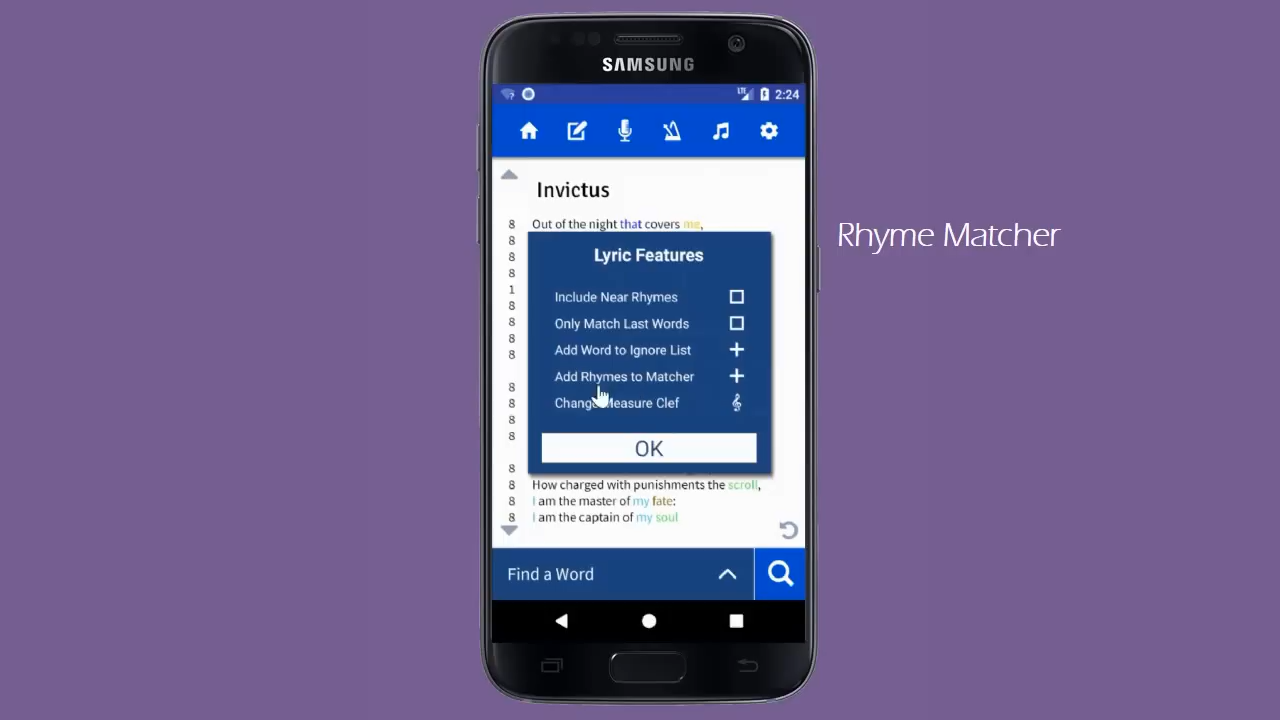 SAMSUNG
LTE 2:24
Invictus
8 Out of the night that covers me,
Rhyme Matcher
8
8
8
1
8
8
8
8
8
8
8
8
Lyric Features
Include Near Rhymes
Only Match Last Words
Add Word to Ignore List
Add Rhymes to Matcher
Change Measure Clef
OK
8
8 How charged with punishments the scroll,
8 I am the master of my fate:
8 I am the captain of my soul
Find a Word